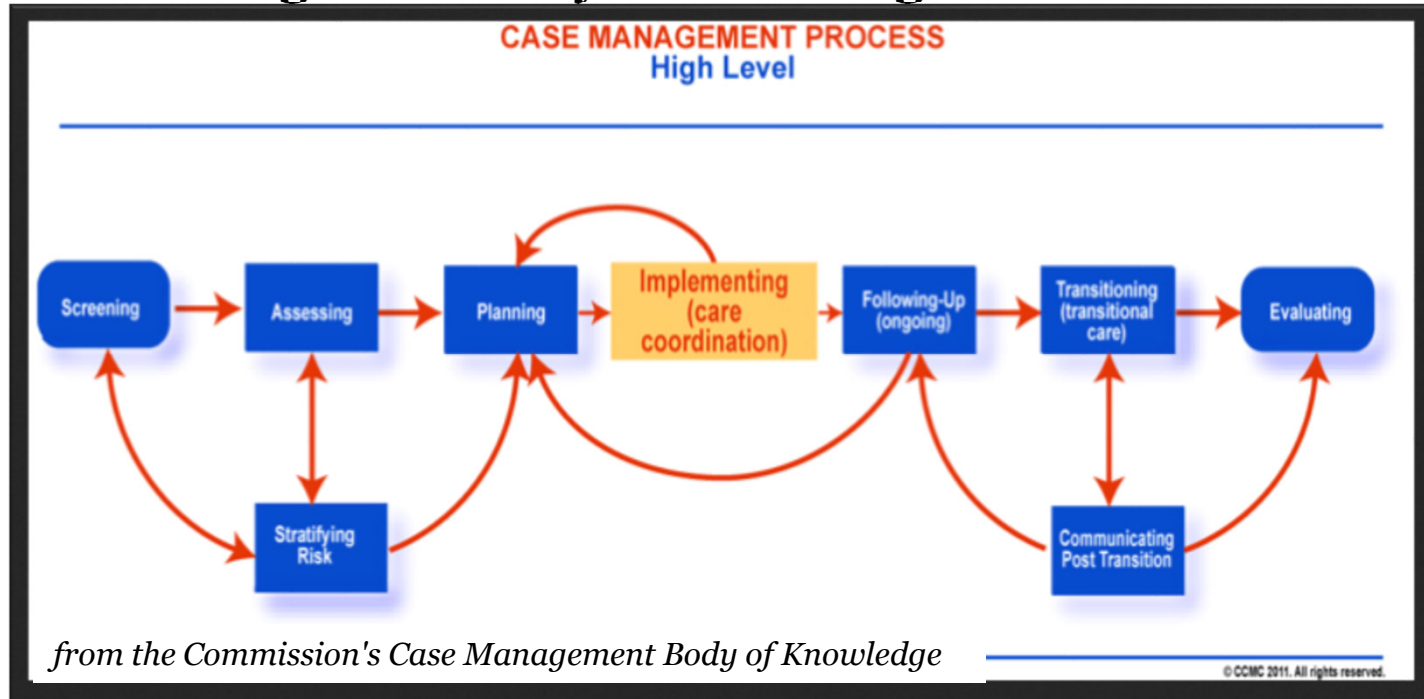 CASE MANAGEMENT PROCESS
High Level
Screening
Assessing
Planning
Implementing
(care
coordination)
Following-Up
(ongoing)
Transitioning
(transitional
care)
Evaluating
Stratifying
Risk
Communicating
Post Transition
from the Commission's Case Management Body of Knowledge
© CCMC 2011. All rights reserved.